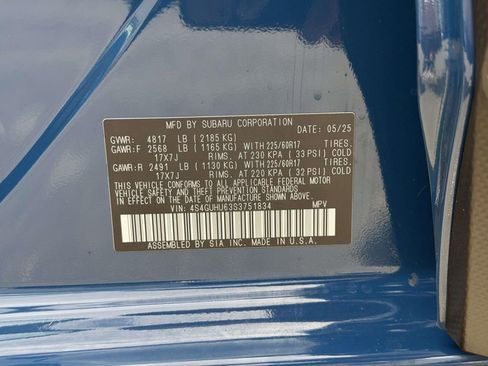 MFD BY SUBARU CORPORATION DATE: 05/25
GVWR: 4817 LB (2185 KG)
GAWR:F 2568 LB (1165 KG) WITH 225/60R17 TIRES.
17X7J RIMS. AT 230 KPA (33 PSI) COLD
GAWR:R 2491 LB (1130 KG) WITH 225/60R17 TIRES.
17X7J RIMS. AT 220 KPA (32 PSI) COLD
THIS VEHICLE CONFORMS TO ALL APPLICABLE FEDERAL MOTOR
VEHICLE SAFETY AND THEFT PREVENTION STANDARDS IN EFFECT
ON THE DATE OF MANUFACTURE SHOWN ABOVE.
VIN: 4S4GUHU63S3751834 MPV
ASSEMBLED BY SIA INC. MADE IN U.S.A.